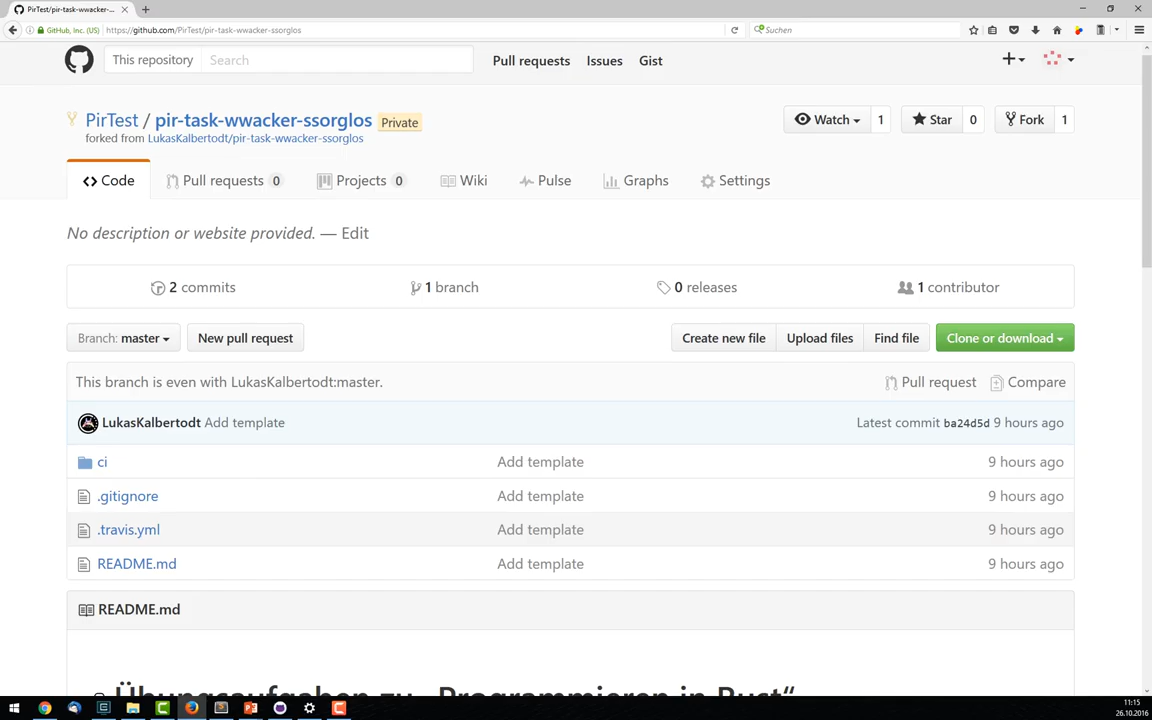 PirTest/pir-task-wwacker-...
GitHub, Inc. (US) https://github.com/PirTest/pir-task-wwacker-ssorglos Suchen
This repository Search Pull requests Issues Gist
PirTest / pir-task-wwacker-ssorglos Private Watch 1 Star 0 Fork 1
forked from LukasKalbertodt/pir-task-wwacker-ssorglos
Code Pull requests 0 Projects 0 Wiki Pulse Graphs Settings
No description or website provided. — Edit
2 commits 1 branch 0 releases 1 contributor
Branch: master New pull request Create new file Upload files Find file Clone or download
This branch is even with LukasKalbertodt:master. Pull request Compare
LukasKalbertodt Add template Latest commit ba24d5d 9 hours ago
ci Add template 9 hours ago
.gitignore Add template 9 hours ago
.travis.yml Add template 9 hours ago
README.md Add template 9 hours ago
README.md
Übungsaufgaben zu „Programmieren in Rust“
11:15
26.10.2016